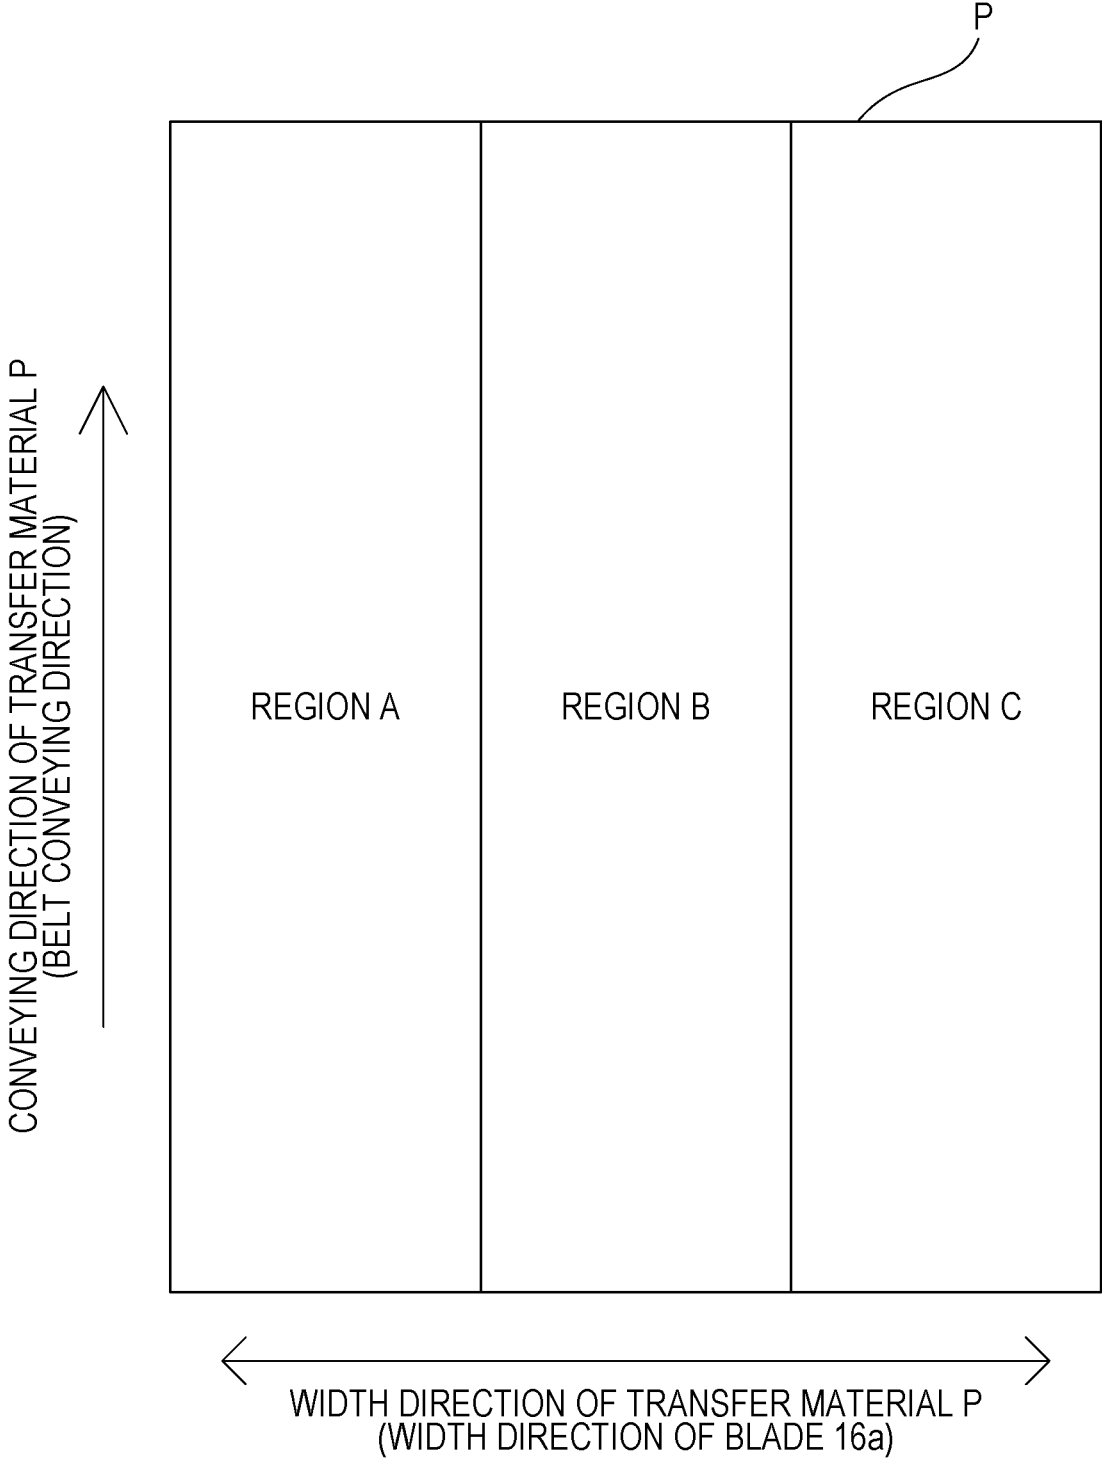 P
CONVEYING DIRECTION OF TRANSFER MATERIAL P
(BELT CONVEYING DIRECTION)
REGION A
REGION B
REGION C
WIDTH DIRECTION OF TRANSFER MATERIAL P
(WIDTH DIRECTION OF BLADE 16a)